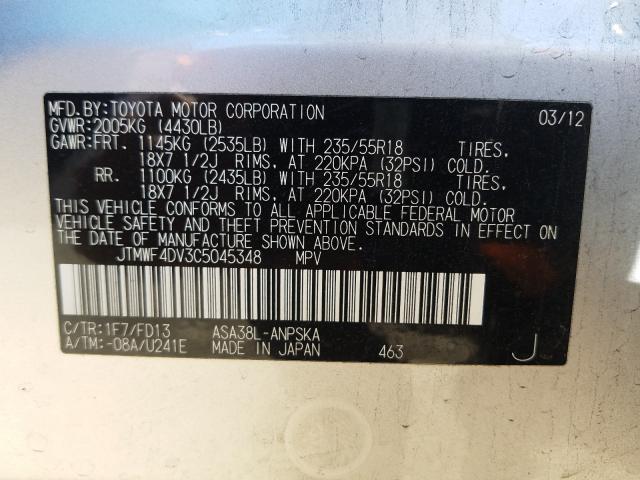 MFD.BY:TOYOTA MOTOR CORPORATION 03/12
GVWR:2005KG (4430LB)
GAWR:FRT. 1145KG (2535LB) WITH 235/55R18 TIRES,
18X7 1/2J RIMS, AT 220KPA (32PSI) COLD.
RR. 1100KG (2435LB) WITH 235/55R18 TIRES,
18X7 1/2J RIMS, AT 220KPA (32PSI) COLD.
THIS VEHICLE CONFORMS TO ALL APPLICABLE FEDERAL MOTOR
VEHICLE SAFETY AND THEFT PREVENTION STANDARDS IN EFFECT ON
THE DATE OF MANUFACTURE SHOWN ABOVE.
JTMWF4DV3C5045348 MPV
C/TR:1F7/FD13 ASA38L-ANPSKA
A/TM:-08A/U241E MADE IN JAPAN 463 J